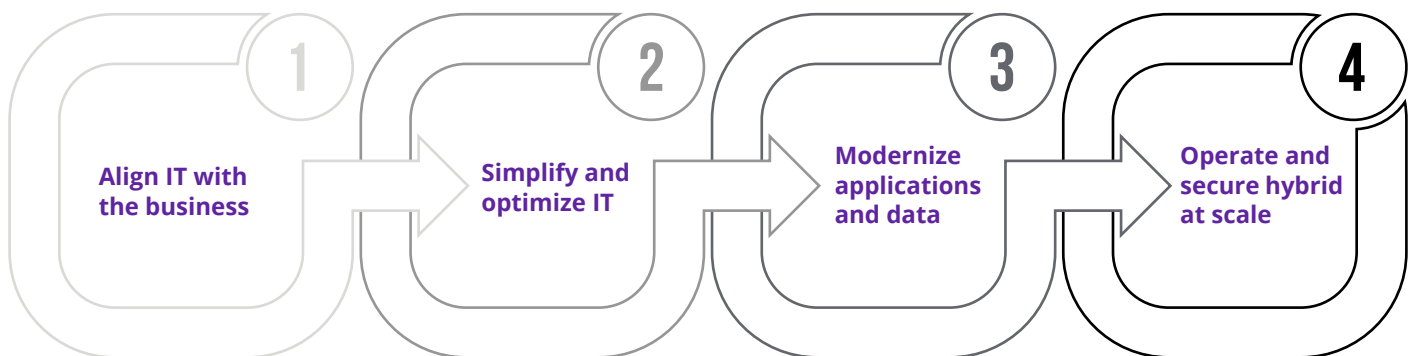 1
Align IT with
the business
2
Simplify and
optimize IT
3
Modernize
applications
and data
4
Operate and
secure hybrid
at scale